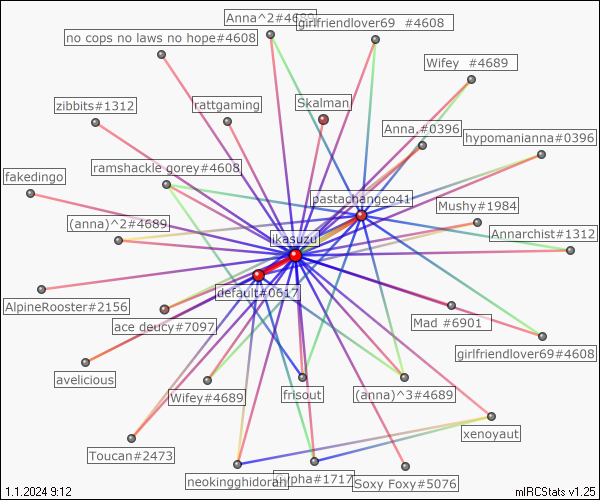 Anna^2#4689
girlfriendlover69 #4608
no cops no laws no hope#4608
Wifey #4689
zibbits#1312
rattgaming
Skalman
Anna.#0396
hypomanianna#0396
ramshackle gorey#4608
fakedingo
pastachangeo41
Mushy#1984
(anna)^2#4689
Annarchist#1312
ikasuzu
default#0617
AlpineRooster#2156
ace deucy#7097
Mad #6901
girlfriendlover69#4608
avelicious
Wifey#4689
frisout
(anna)^3#4689
xenoyaut
Toucan#2473
neokingghidorah
#1717
Soxy Foxy#5076
1.1.2024 9:12
mIRCStats v1.25